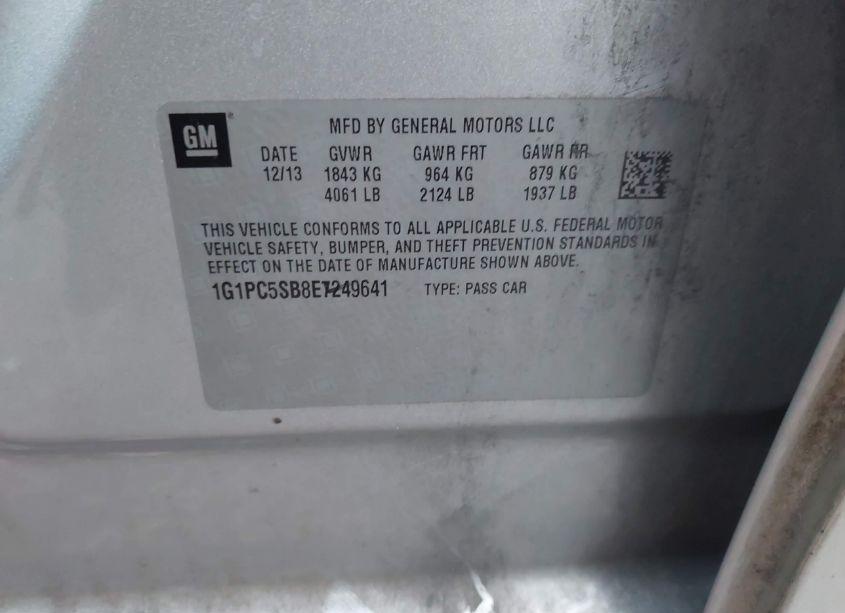 GM
MFD BY GENERAL MOTORS LLC
DATE GVWR GAWR FRT GAWR RR
12/13 1843 KG 964 KG 879 KG
4061 LB 2124 LB 1937 LB
THIS VEHICLE CONFORMS TO ALL APPLICABLE U.S. FEDERAL MOTOR
VEHICLE SAFETY, BUMPER, AND THEFT PREVENTION STANDARDS IN
EFFECT ON THE DATE OF MANUFACTURE SHOWN ABOVE.
1G1PC5SB8E7249641 TYPE: PASS CAR